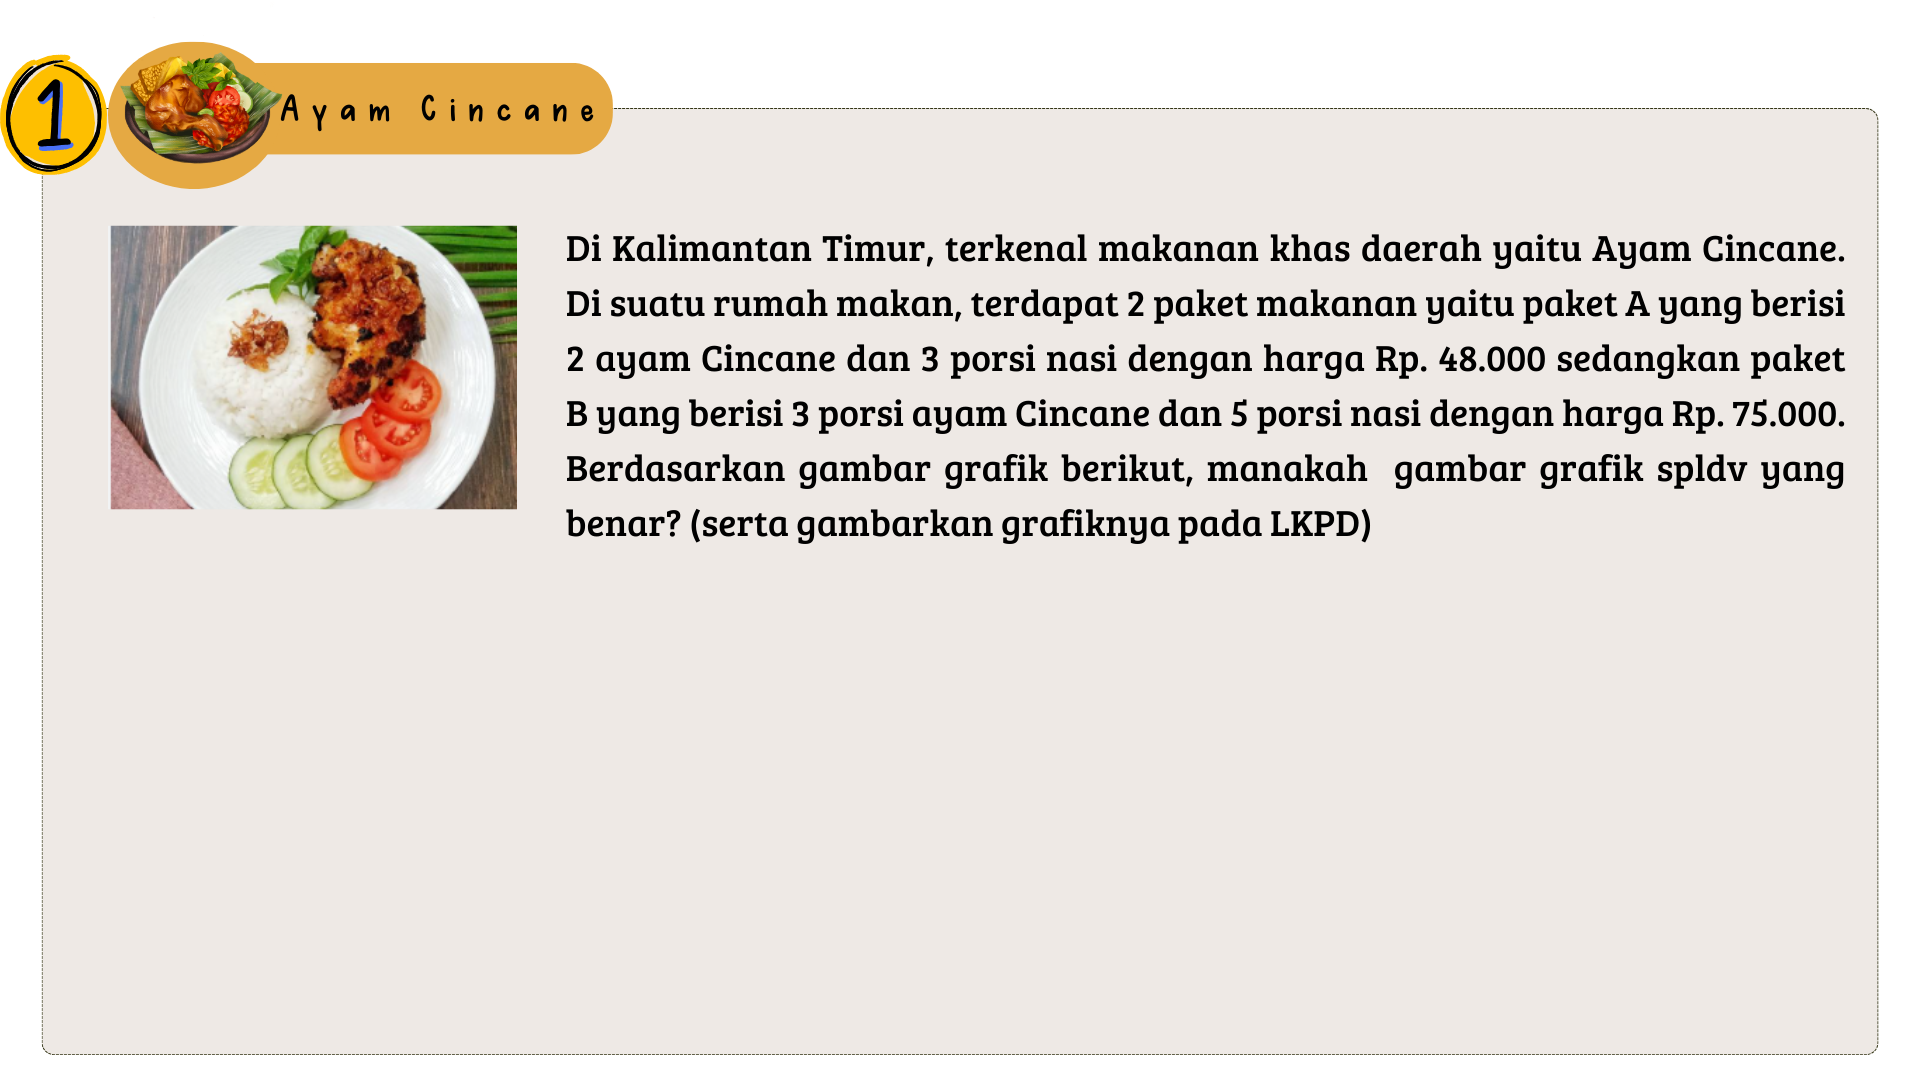 1
Ayam Cincane
Di Kalimantan Timur, terkenal makanan khas daerah yaitu Ayam Cincane.
Di suatu rumah makan, terdapat 2 paket makanan yaitu paket A yang berisi
2 ayam Cincane dan 3 porsi nasi dengan harga Rp. 48.000 sedangkan paket
B yang berisi 3 porsi ayam Cincane dan 5 porsi nasi dengan harga Rp. 75.000.
Berdasarkan gambar grafik berikut, manakah gambar grafik spldv yang
benar? (serta gambarkan grafiknya pada LKPD)